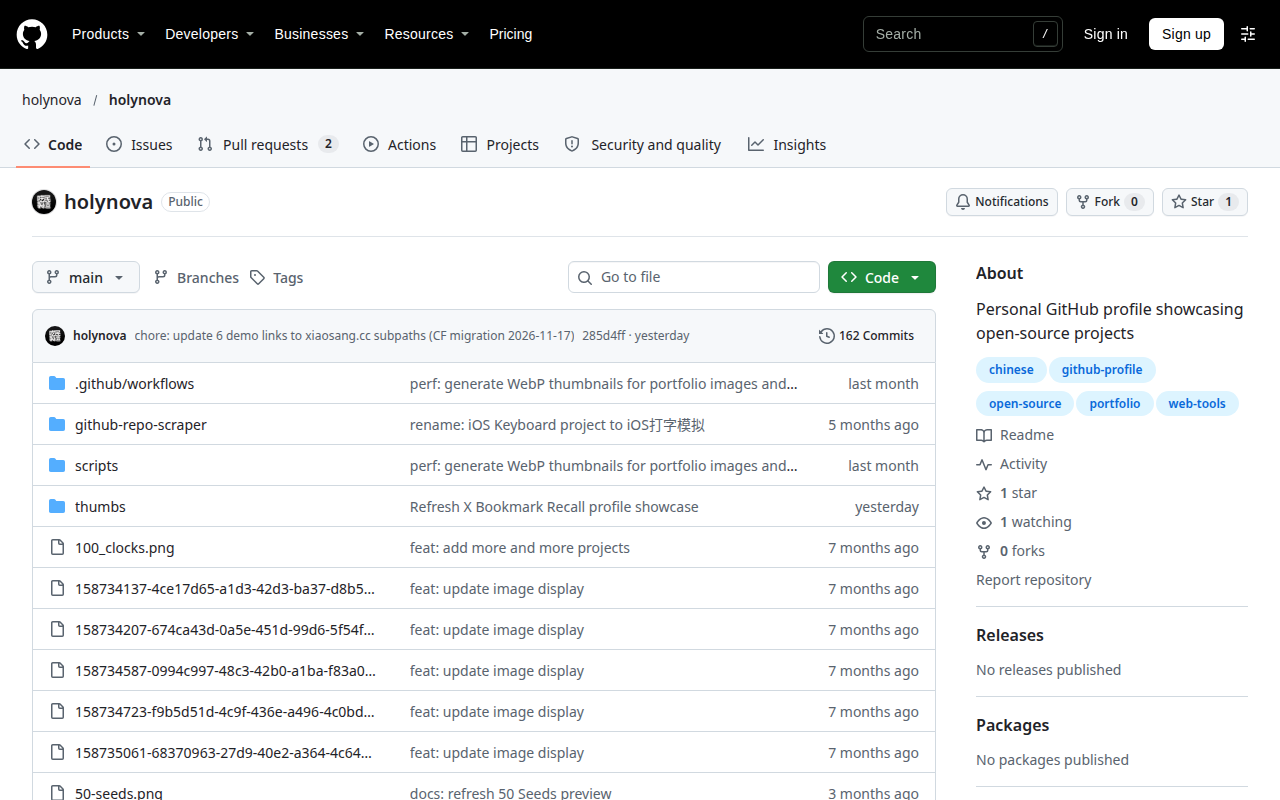 Products Developers Businesses Resources Pricing Search / Sign in Sign up
holynova / holynova
Code Issues Pull requests 2 Actions Projects Security and quality Insights
holynova Public Notifications Fork 0 Star 1
main Branches Tags Go to file Code
holynova chore: update 6 demo links to xiaosang.cc subpaths (CF migration 2026-11-17) 285d4ff · yesterday 162 Commits
.github/workflows perf: generate WebP thumbnails for portfolio images and... last month
github-repo-scraper rename: iOS Keyboard project to iOS打字模拟 5 months ago
scripts perf: generate WebP thumbnails for portfolio images and... last month
thumbs Refresh X Bookmark Recall profile showcase yesterday
100_clocks.png feat: add more and more projects 7 months ago
158734137-4ce17d65-a1d3-42d3-ba37-d8b5... feat: update image display 7 months ago
158734207-674ca43d-0a5e-451d-99d6-5f54f... feat: update image display 7 months ago
158734587-0994c997-48c3-42b0-a1ba-f83a0... feat: update image display 7 months ago
158734723-f9b5d51d-4c9f-436e-a496-4c0bd... feat: update image display 7 months ago
158735061-68370963-27d9-40e2-a364-4c64... feat: update image display 7 months ago
50-seeds.png docs: refresh 50 Seeds preview 3 months ago
About
Personal GitHub profile showcasing
open-source projects
chinese github-profile
open-source portfolio web-tools
Readme
Activity
1 star
1 watching
0 forks
Report repository
Releases
No releases published
Packages
No packages published